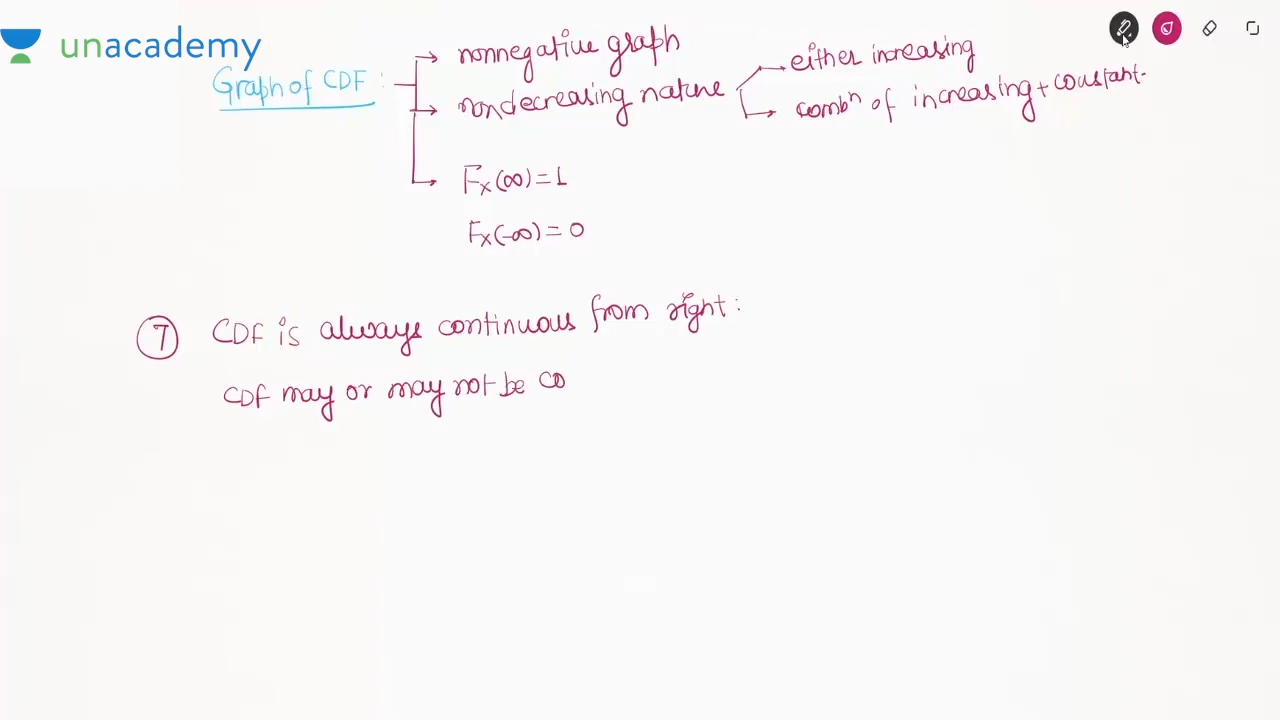 unacademy
Graph of CDF :
nonnegative graph
nondecreasing nature
either increasing
combⁿ of increasing + constant.
Fₓ(∞) = 1
Fₓ(-∞) = 0
7 CDF is always continuous from right :
CDF may or may not be co